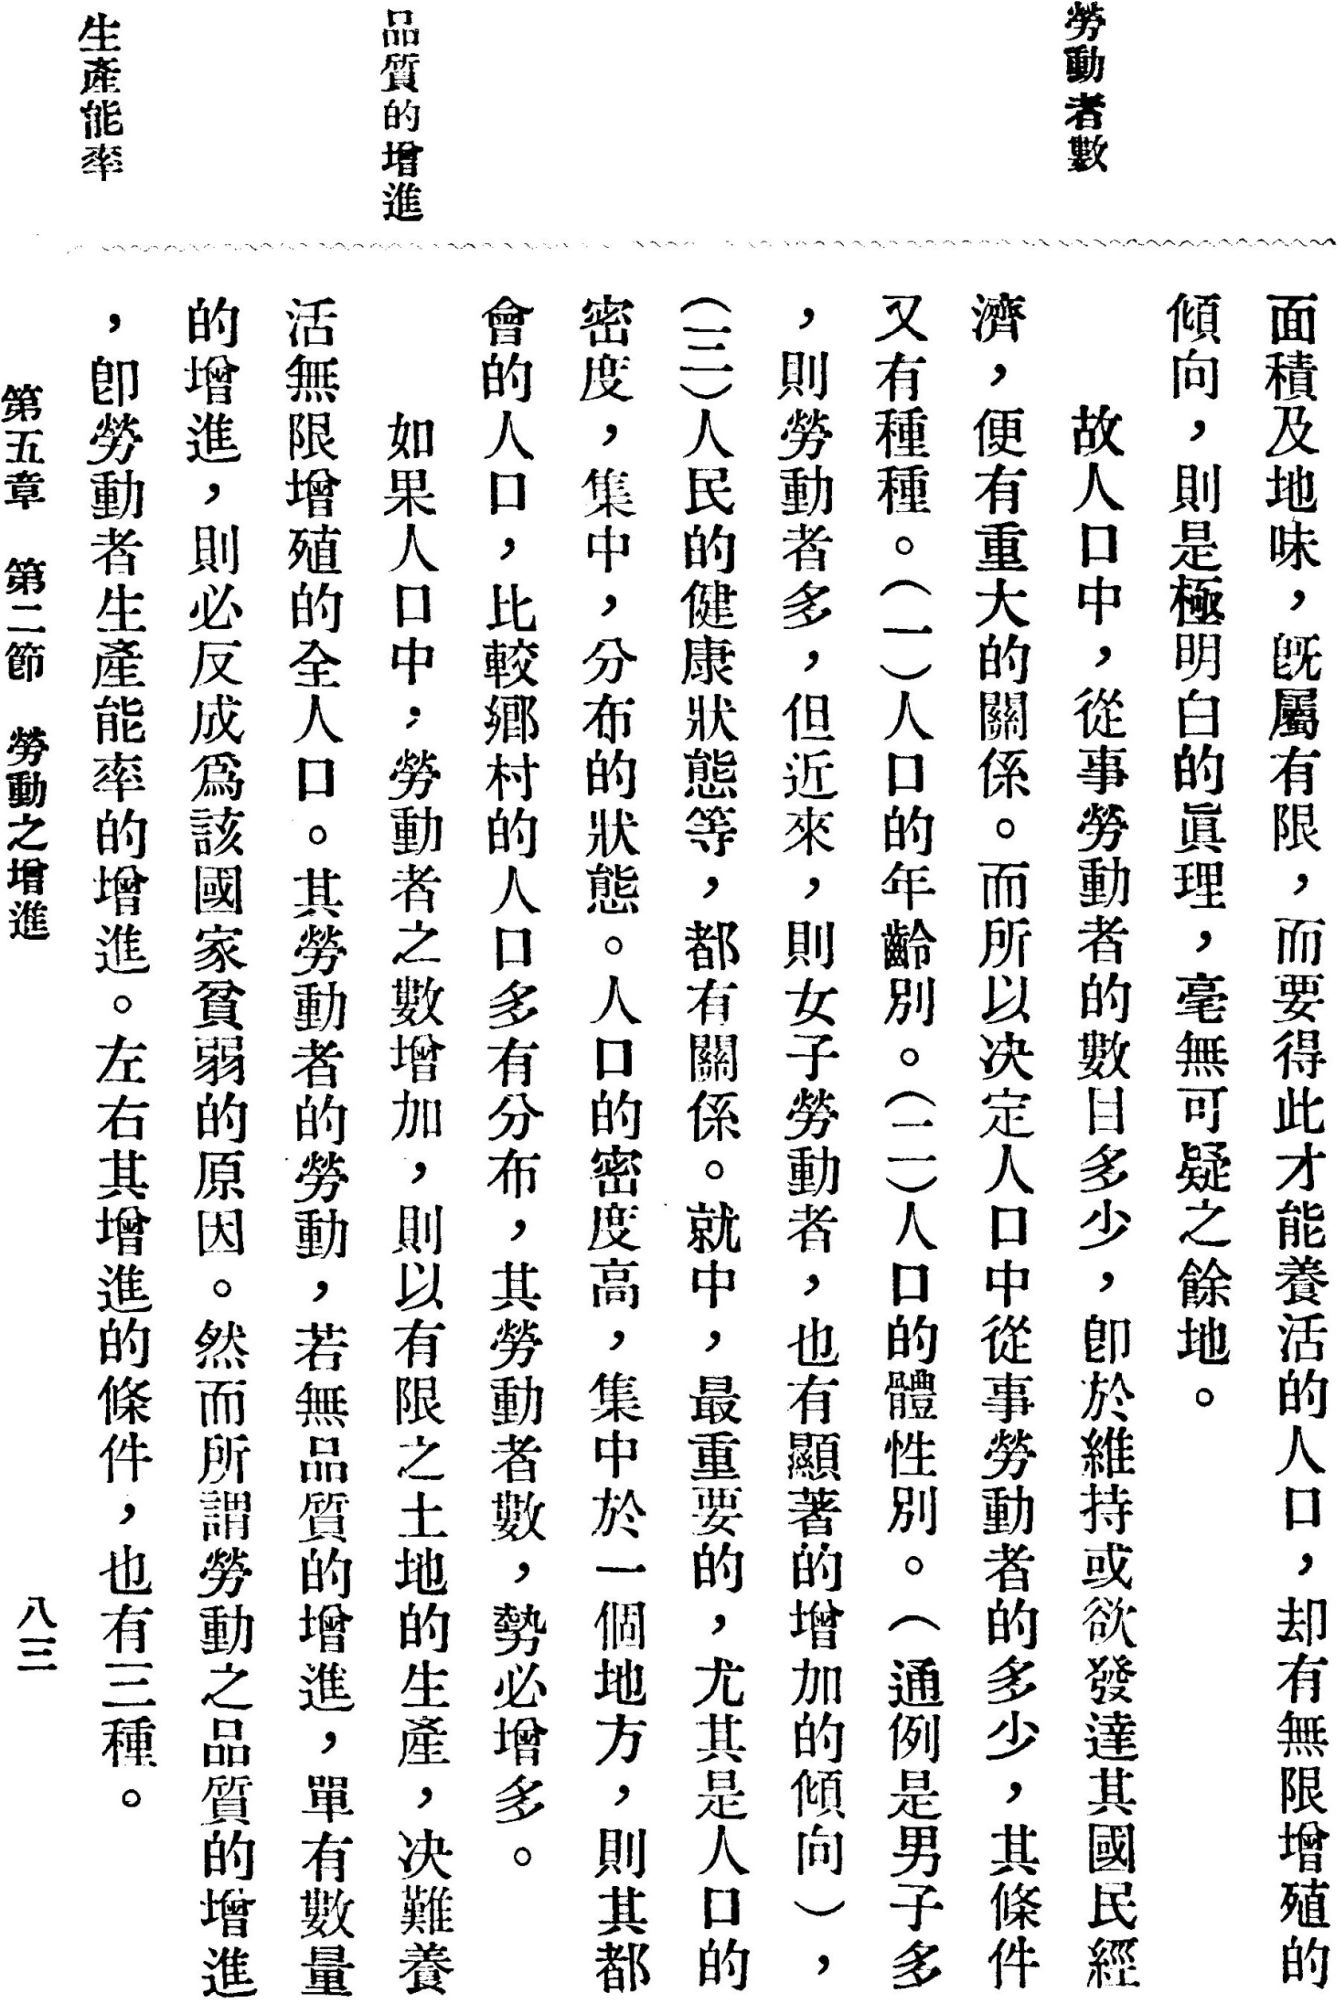 勞動者數
品質的增進
生產能率
面積及地味，旣屬有限，而要得此才能養活的人口，却有無限增殖的
傾向，則是極明白的眞理，毫無可疑之餘地。
故人口中，從事勞動者的數目多少，卽於維持或欲發達其國民經
濟，便有重大的關係。而所以决定人口中從事勞動者的多少，其條件
又有種種。（一）人口的年齡別。（二）人口的體性別。（通例是男子多
，則勞動者多，但近來，則女子勞動者，也有顯著的增加的傾向），
（三）人民的健康狀態等，都有關係。就中，最重要的，尤其是人口的
密度，集中，分布的狀態。人口的密度高，集中於一個地方，則其都
會的人口，比較鄉村的人口多有分布，其勞動者數，勢必增多。
如果人口中，勞動者之數增加，則以有限之土地的生產，决難養
活無限增殖的全人口。其勞動者的勞動，若無品質的增進，單有數量
的增進，則必反成爲該國家貧弱的原因。然而所謂勞動之品質的增進
，卽勞動者生產能率的增進。左右其增進的條件，也有三種。
第五章　第二節　勞動之增進
八三